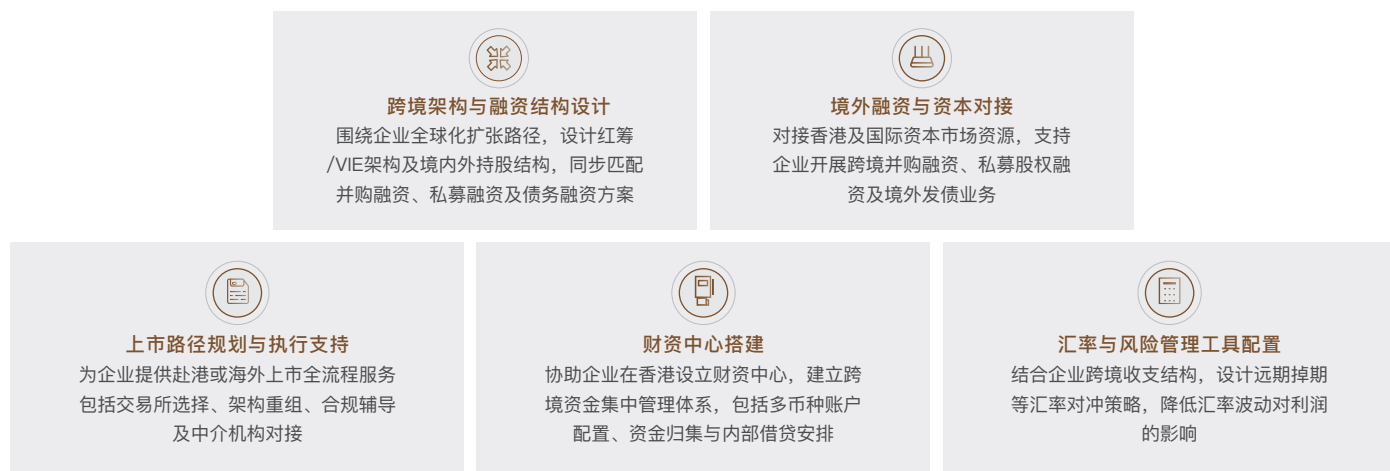 跨境架构与融资结构设计
围绕企业全球化扩张路径，设计红筹
/VIE架构及境内外持股结构，同步匹配
并购融资、私募融资及债务融资方案
境外融资与资本对接
对接香港及国际资本市场资源，支持
企业开展跨境并购融资、私募股权融
资及境外发债业务
上市路径规划与执行支持
为企业提供赴港或海外上市全流程服务
包括交易所选择、架构重组、合规辅导
及中介机构对接
财资中心搭建
协助企业在香港设立财资中心，建立跨
境资金集中管理体系，包括多币种账户
配置、资金归集与内部借贷安排
汇率与风险管理工具配置
结合企业跨境收支结构，设计远期掉期
等汇率对冲策略，降低汇率波动对利润
的影响